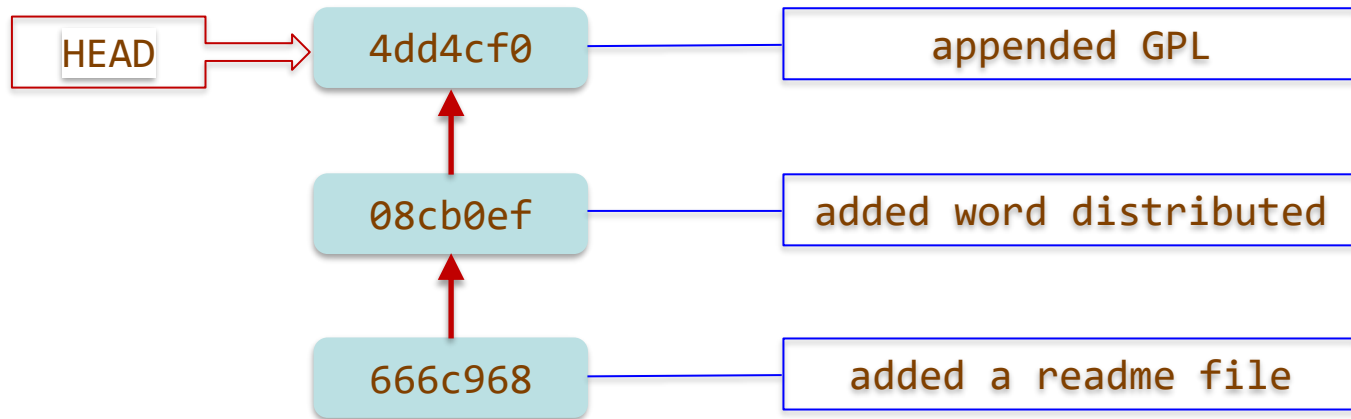 HEAD
4dd4cf0
appended GPL
08cb0ef
added word distributed
666c968
added a readme file